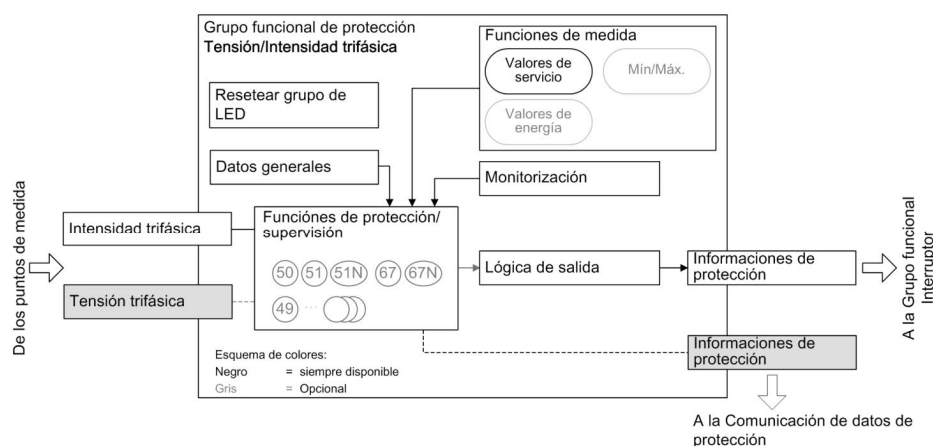 Grupo funcional de protección
Tensión/Intensidad trifásica
Funciones de medida
Valores de
servicio
Mín/Máx.
Valores de
energía
Resetear grupo de
LED
Datos generales
Monitorización
De los puntos de medida
Intensidad trifásica
Tensión trifásica
Funciónes de protección/
supervisión
50 51 51N 67 67N
49 ...
Lógica de salida
Informaciones de
protección
A la Grupo funcional
Interruptor
Informaciones de
protección
Esquema de colores:
Negro = siempre disponible
Gris = Opcional
A la Comunicación de datos de
protección